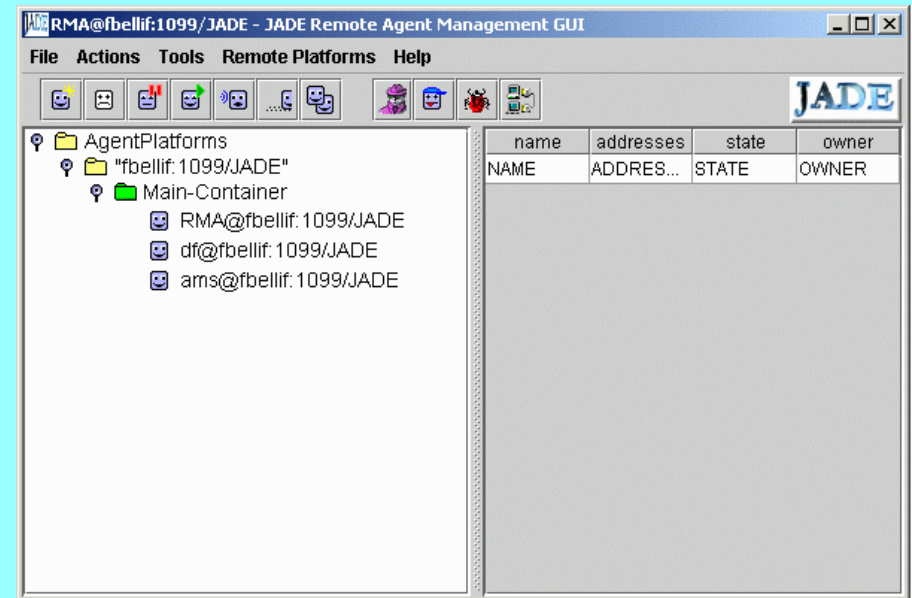 JADE RMA@fbellif:1099/JADE - JADE Remote Agent Management GUI
File Actions Tools Remote Platforms Help
JADE
AgentPlatforms
"fbellif:1099/JADE"
Main-Container
RMA@fbellif:1099/JADE
df@fbellif:1099/JADE
ams@fbellif:1099/JADE
name addresses state owner
NAME ADDRES... STATE OWNER